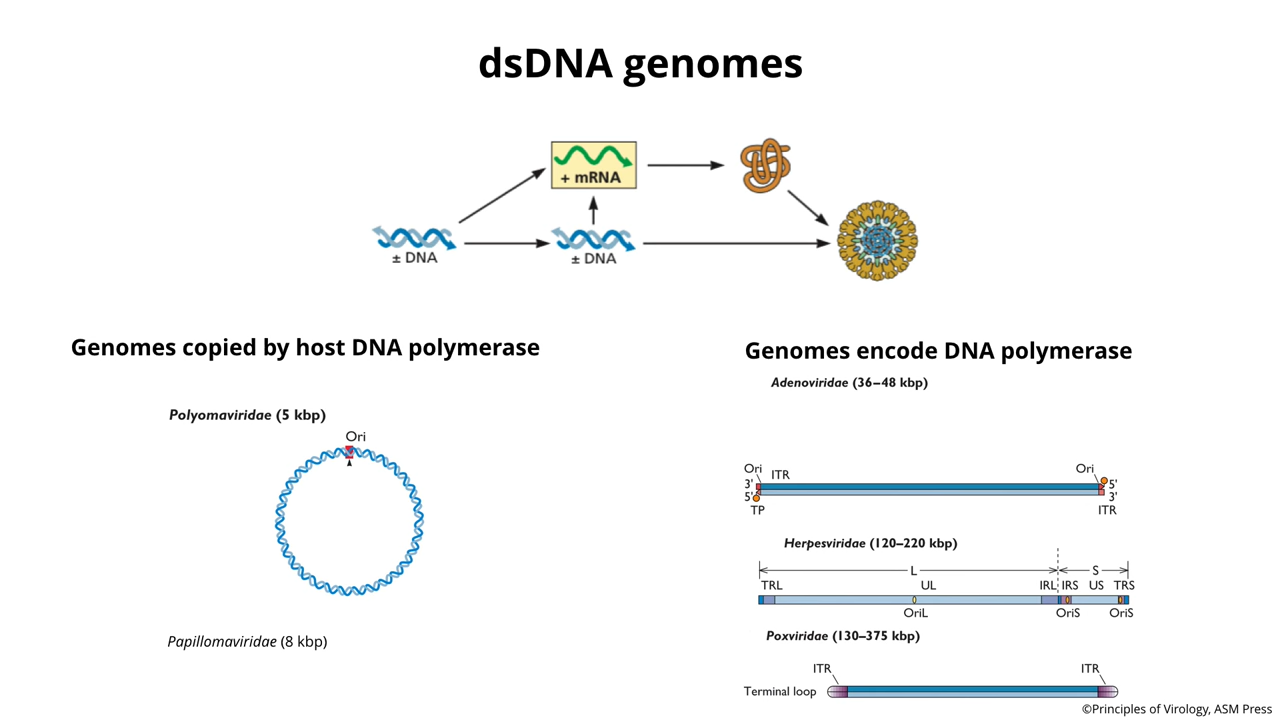 dsDNA genomes
+ mRNA
± DNA
± DNA
Genomes copied by host DNA polymerase
Polyomaviridae (5 kbp)
Ori
Papillomaviridae (8 kbp)
Genomes encode DNA polymerase
Adenoviridae (36–48 kbp)
Ori ITR Ori
3' 5'
5' 3'
TP ITR
Herpesviridae (120–220 kbp)
L S
TRL UL IRL IRS US TRS
OriL OriS OriS
Poxviridae (130–375 kbp)
ITR ITR
Terminal loop
©Principles of Virology, ASM Press